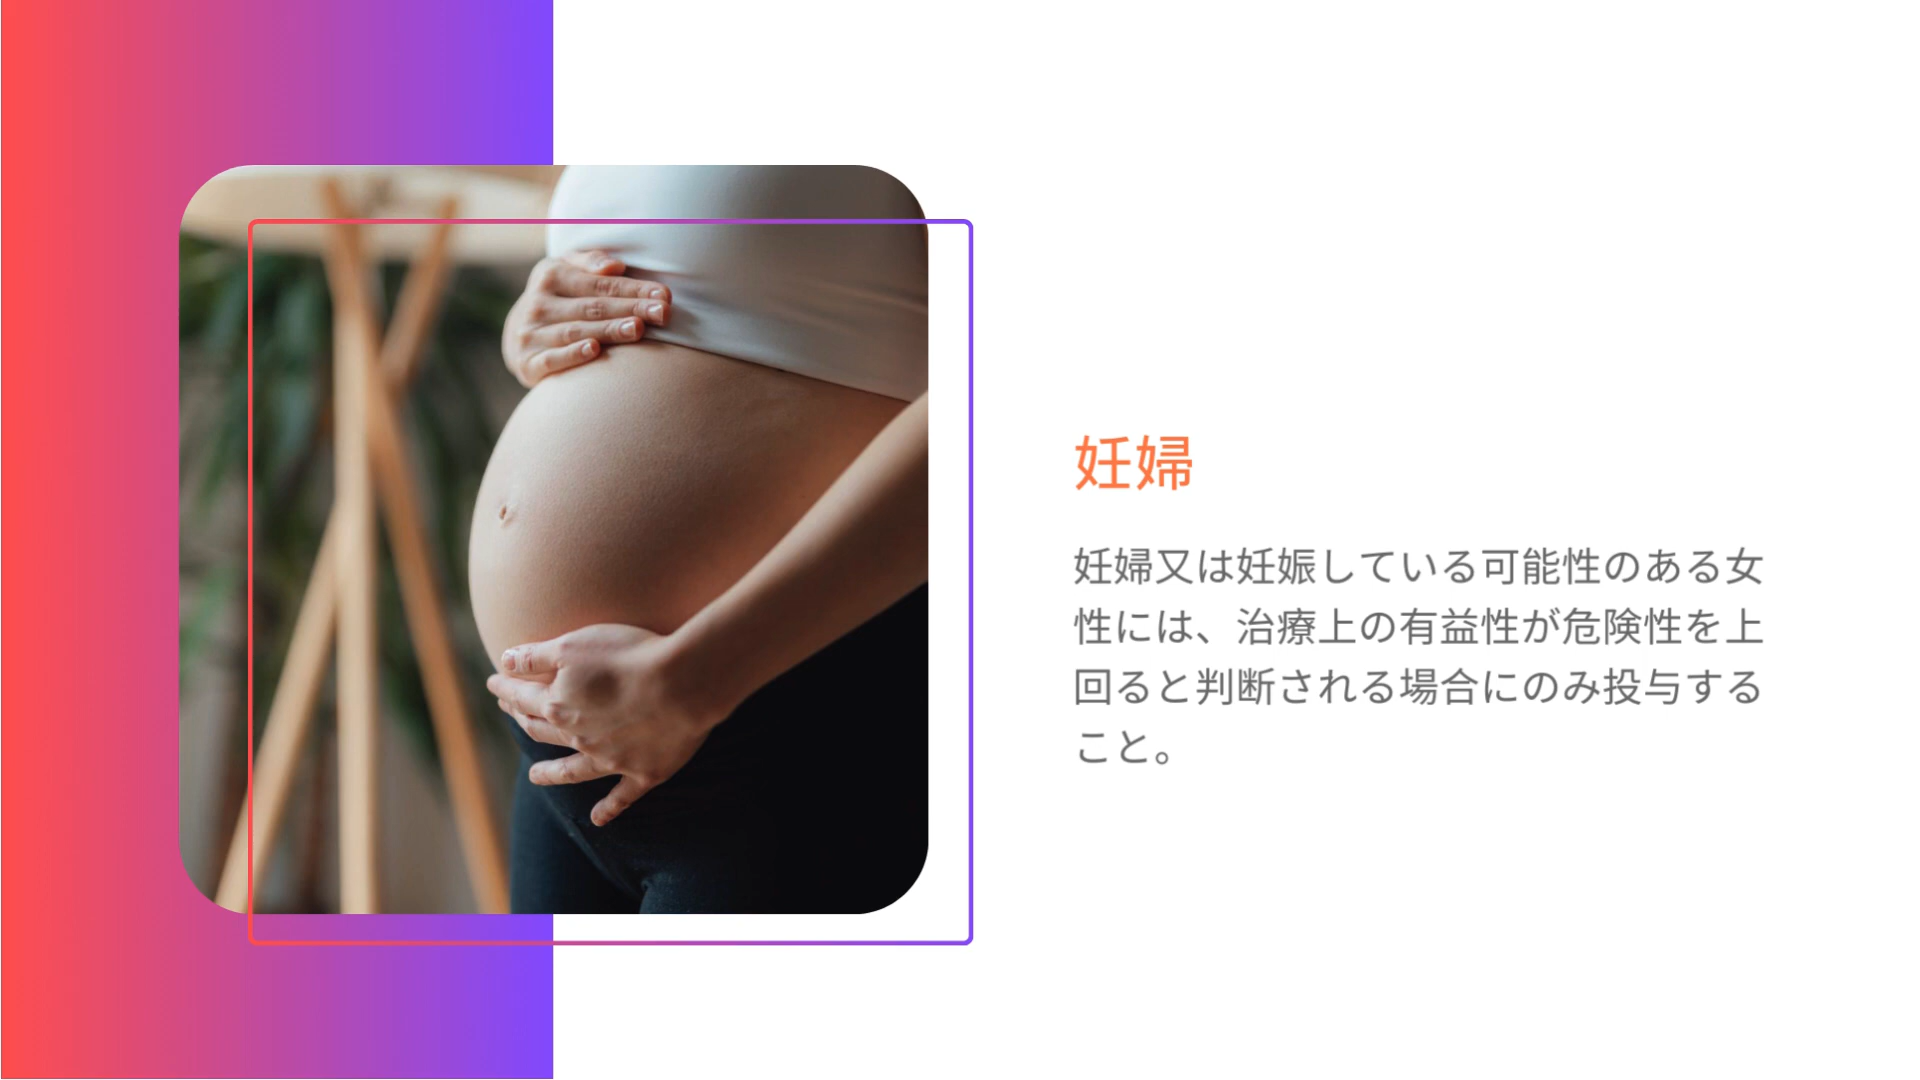 妊婦
妊婦又は妊娠している可能性のある女
性には、治療上の有益性が危険性を上
回ると判断される場合にのみ投与する
こと。